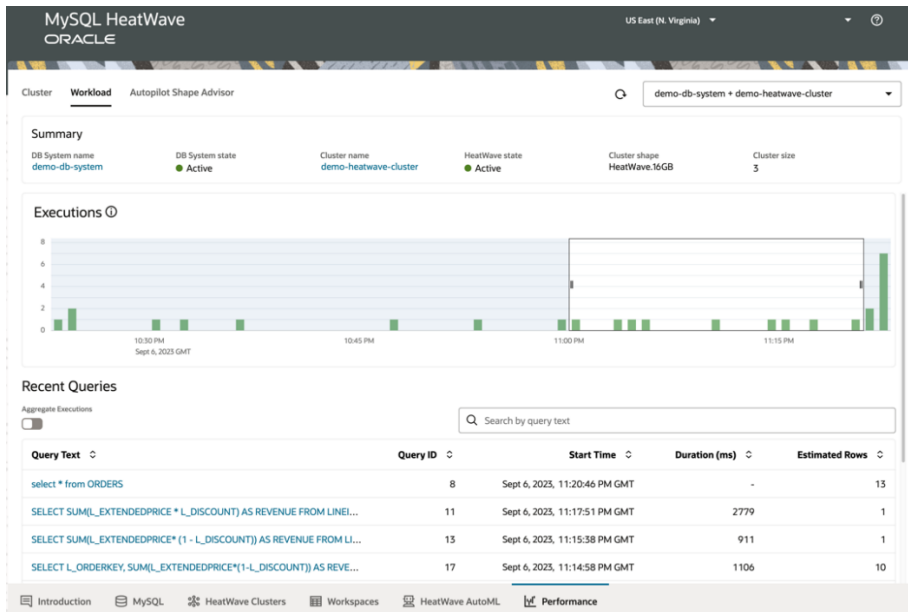 MySQL HeatWave
ORACLE
US East (N. Virginia)
Cluster Workload Autopilot Shape Advisor demo-db-system + demo-heatwave-cluster
Summary
DB System name DB System state Cluster name HeatWave state Cluster shape Cluster size
demo-db-system Active demo-heatwave-cluster Active HeatWave.16GB 3
Executions
8
6
4
2
0
10:30 PM 10:45 PM 11:00 PM 11:15 PM
Sept 6, 2023 GMT
Recent Queries
Aggregate Executions
Search by query text
Query Text Query ID Start Time Duration (ms) Estimated Rows
select * from ORDERS 8 Sept 6, 2023, 11:20:46 PM GMT - 13
SELECT SUM(L_EXTENDEDPRICE * L_DISCOUNT) AS REVENUE FROM LINEI... 11 Sept 6, 2023, 11:17:51 PM GMT 2779 1
SELECT SUM(L_EXTENDEDPRICE* (1 - L_DISCOUNT)) AS REVENUE FROM LI... 13 Sept 6, 2023, 11:15:38 PM GMT 911 1
SELECT L_ORDERKEY, SUM(L_EXTENDEDPRICE*(1-L_DISCOUNT)) AS REVE... 17 Sept 6, 2023, 11:14:58 PM GMT 1106 10
Introduction MySQL HeatWave Clusters Workspaces HeatWave AutoML Performance